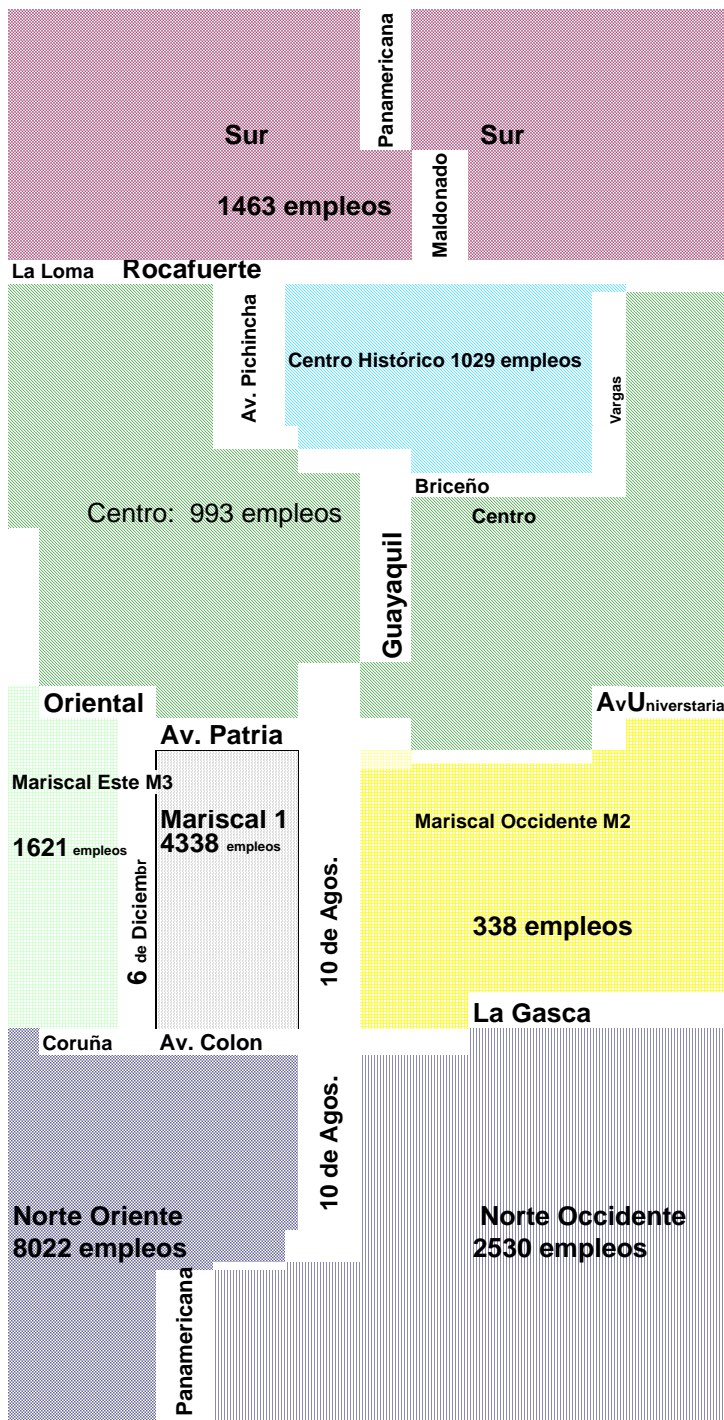 Panamericana
Sur
Sur
Maldonado
1463 empleos
La Loma
Rocafuerte
Av. Pichincha
Centro Histórico 1029 empleos
Vargas
Briceño
Centro: 993 empleos
Centro
Guayaquil
Oriental
AvUniverstaria
Av. Patria
Mariscal Este M3
1621 empleos
6 de Diciembr
Mariscal 1
4338 empleos
10 de Agos.
Mariscal Occidente M2
338 empleos
La Gasca
Coruña
Av. Colon
10 de Agos.
Norte Oriente
8022 empleos
Norte Occidente
2530 empleos
Panamericana